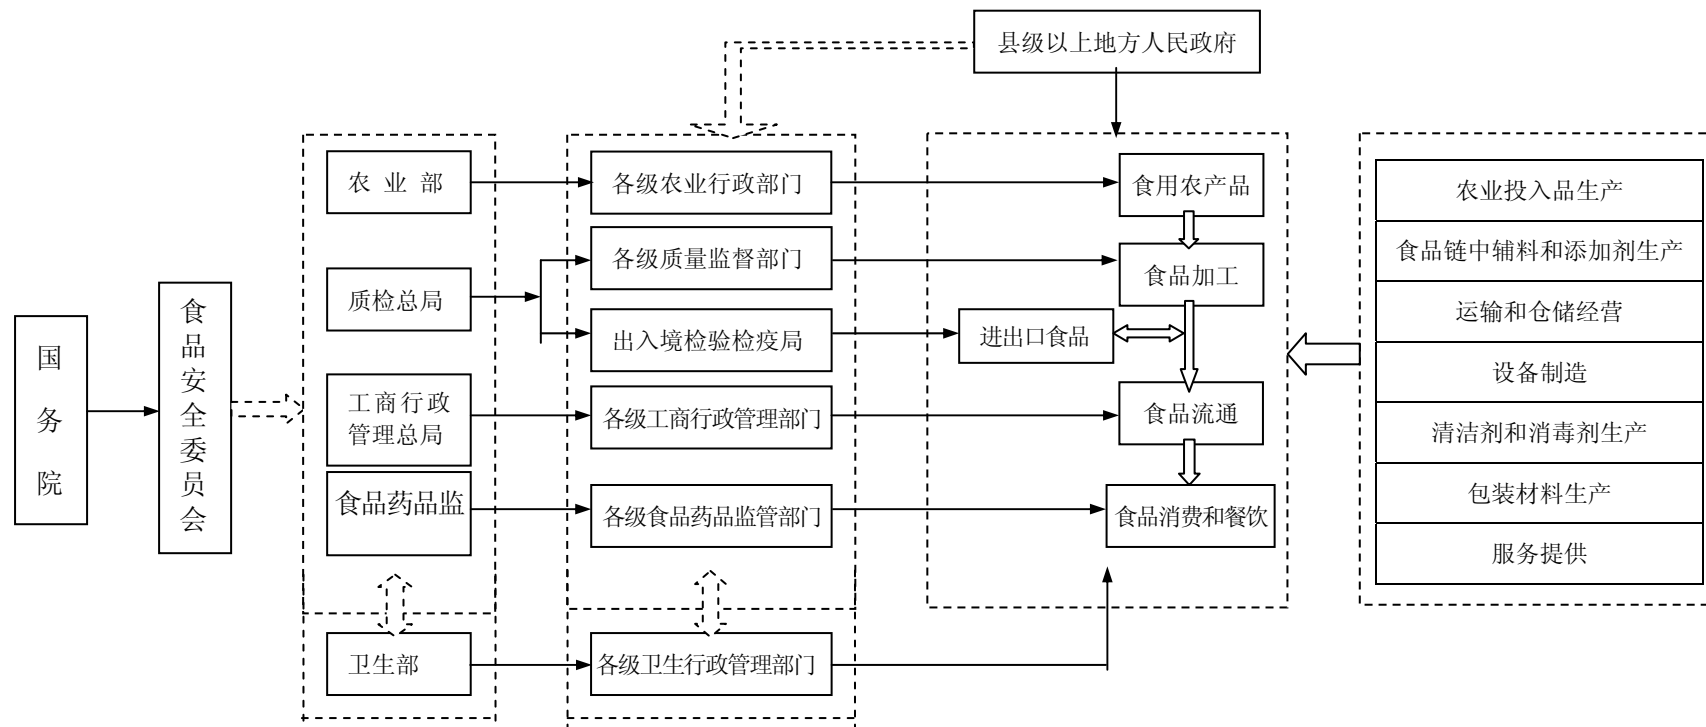 县级以上地方人民政府
国
务
院
食
品
安
全
委
员
会
农 业 部
质检总局
工商行政
管理总局
食品药品监
卫生部
各级农业行政部门
各级质量监督部门
出入境检验检疫局
各级工商行政管理部门
各级食品药品监管部门
各级卫生行政管理部门
食用农产品
食品加工
进出口食品
食品流通
食品消费和餐饮
农业投入品生产
食品链中辅料和添加剂生产
运输和仓储经营
设备制造
清洁剂和消毒剂生产
包装材料生产
服务提供